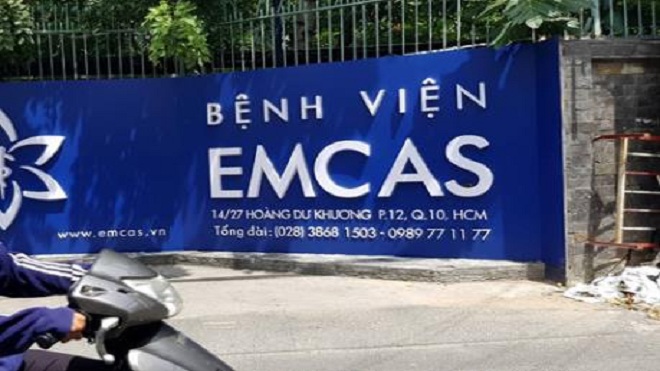 BỆNH VIỆN
EMCAS
14/27 HOÀNG DƯ KHƯƠNG P.12, Q.10, HCM
www.emcas.vn
Tổng đài: (028) 3868 1503 - 0989 77 11 77